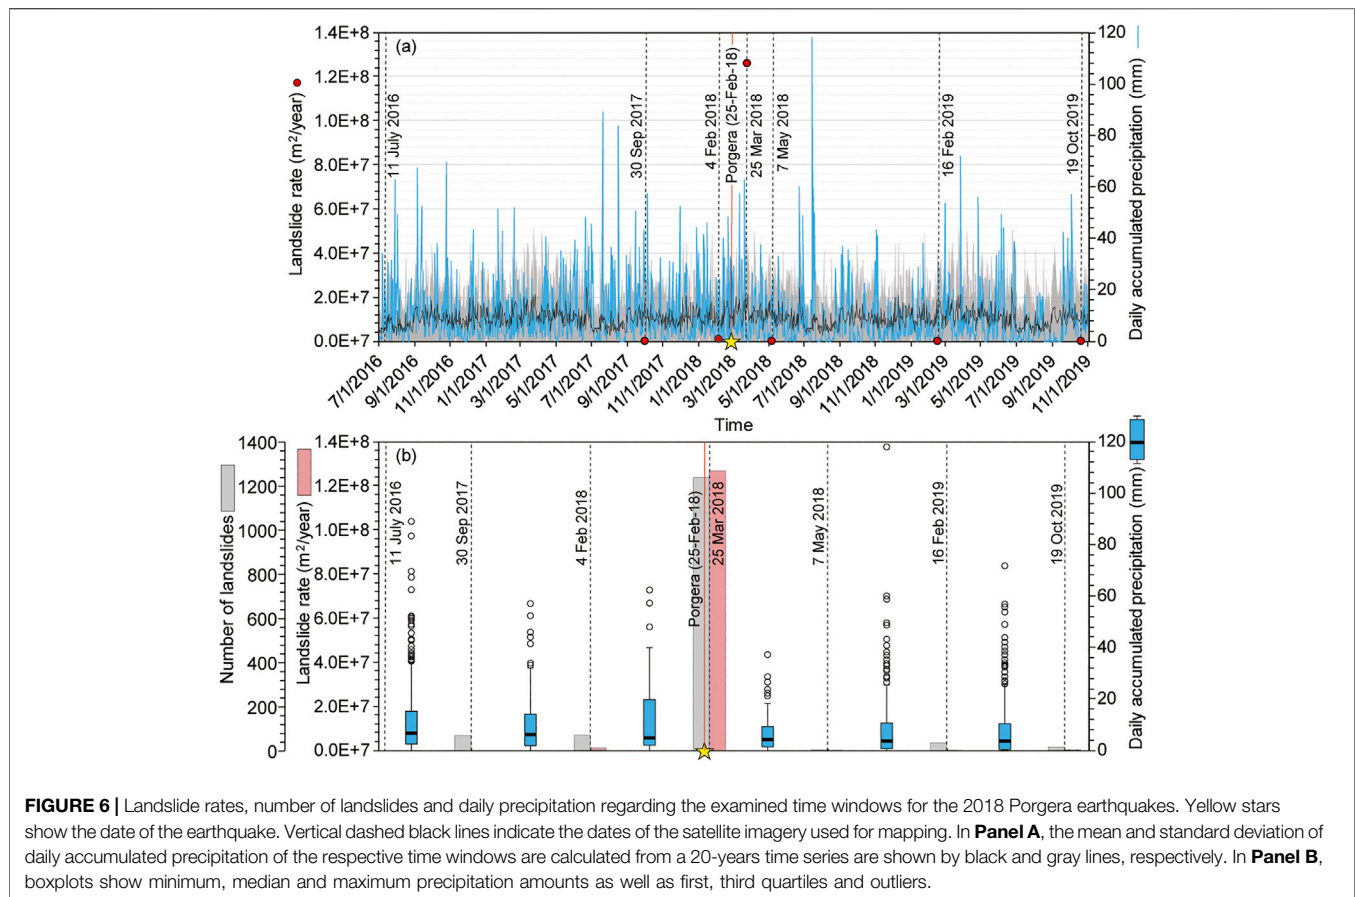 (a)
Landslide rate (m²/year)
1.4E+8
1.2E+8
1.0E+8
8.0E+7
6.0E+7
4.0E+7
2.0E+7
0.0E+7
11 July 2016
30 Sep 2017
4 Feb 2018
Porgera (25-Feb-18)
25 Mar 2018
7 May 2018
16 Feb 2019
19 Oct 2019
120
100
80
60
40
20
0
Daily accumulated precipitation (mm)
7/1/2016
9/1/2016
11/1/2016
1/1/2017
3/1/2017
5/1/2017
7/1/2017
9/1/2017
11/1/2017
1/1/2018
3/1/2018
5/1/2018
7/1/2018
9/1/2018
11/1/2018
1/1/2019
3/1/2019
5/1/2019
7/1/2019
9/1/2019
11/1/2019
Time
(b)
Number of landslides
1400
1200
1000
800
600
400
200
0
Landslide rate (m²/year)
1.4E+8
1.2E+8
1.0E+8
8.0E+7
6.0E+7
4.0E+7
2.0E+7
0.0E+7
11 July 2016
30 Sep 2017
4 Feb 2018
Porgera (25-Feb-18)
25 Mar 2018
7 May 2018
16 Feb 2019
19 Oct 2019
120
100
80
60
40
20
0
Daily accumulated precipitation (mm)
FIGURE 6 | Landslide rates, number of landslides and daily precipitation regarding the examined time windows for the 2018 Porgera earthquakes. Yellow stars
show the date of the earthquake. Vertical dashed black lines indicate the dates of the satellite imagery used for mapping. In Panel A, the mean and standard deviation of
daily accumulated precipitation of the respective time windows are calculated from a 20-years time series are shown by black and gray lines, respectively. In Panel B,
boxplots show minimum, median and maximum precipitation amounts as well as first, third quartiles and outliers.